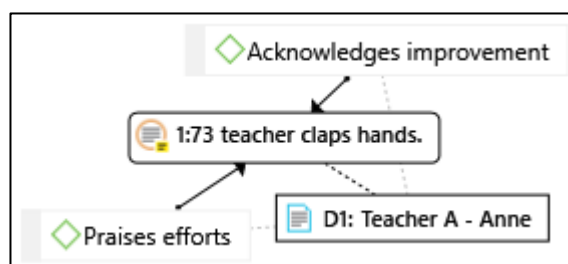 Acknowledges improvement
1:73 teacher claps hands.
D1: Teacher A - Anne
Praises efforts